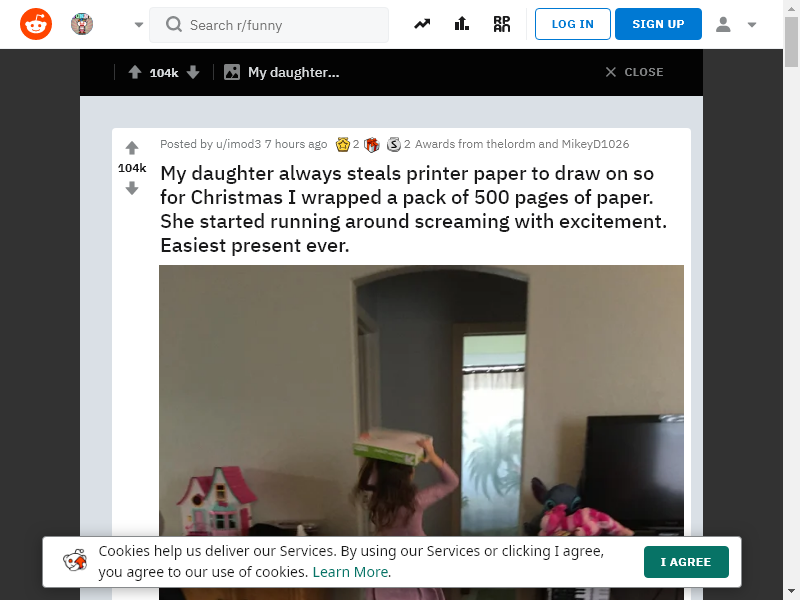 Search r/funny
LOG IN
SIGN UP
104k
My daughter...
CLOSE
Posted by u/imod3 7 hours ago 2 2 Awards from thelordm and MikeyD1026
104k
My daughter always steals printer paper to draw on so
for Christmas I wrapped a pack of 500 pages of paper.
She started running around screaming with excitement.
Easiest present ever.
Cookies help us deliver our Services. By using our Services or clicking I agree,
you agree to our use of cookies. Learn More.
I AGREE